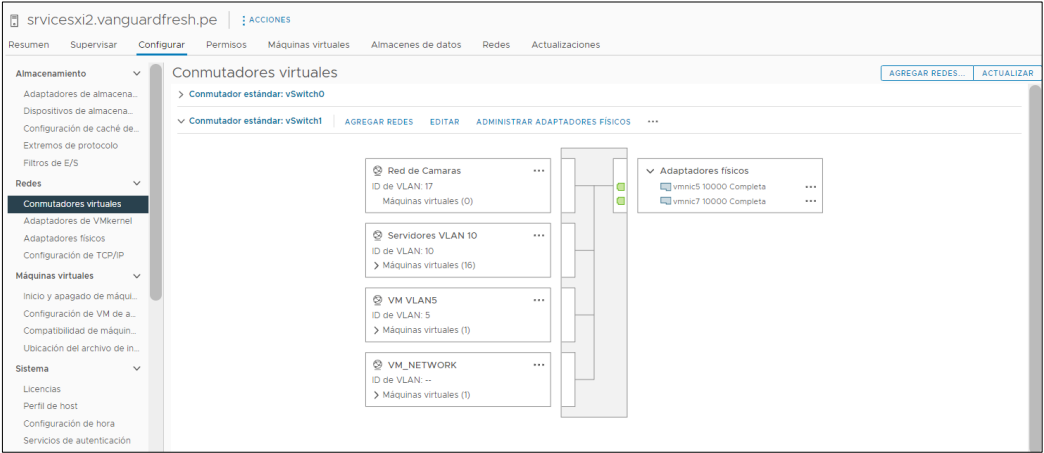 srvicesxi2.vanguardfresh.pe ACCIONES
Resumen Supervisar Configurar Permisos Máquinas virtuales Almacenes de datos Redes Actualizaciones
Almacenamiento
Adaptadores de almacena...
Dispositivos de almacena...
Configuración de caché de...
Extremos de protocolo
Filtros de E/S
Redes
Conmutadores virtuales
Adaptadores de VMkernel
Adaptadores físicos
Configuración de TCP/IP
Máquinas virtuales
Inicio y apagado de máqui...
Configuración de VM de a...
Compatibilidad de máquin...
Ubicación del archivo de in...
Sistema
Licencias
Perfil de host
Configuración de hora
Servicios de autenticación
Conmutadores virtuales
AGREGAR REDES... ACTUALIZAR
Conmutador estándar: vSwitch0
Conmutador estándar: vSwitch1 AGREGAR REDES EDITAR ADMINISTRAR ADAPTADORES FÍSICOS ...
Red de Camaras ...
ID de VLAN: 17
Máquinas virtuales (0)
Servidores VLAN 10 ...
ID de VLAN: 10
Máquinas virtuales (16)
VM VLAN5 ...
ID de VLAN: 5
Máquinas virtuales (1)
VM_NETWORK ...
ID de VLAN: --
Máquinas virtuales (1)
Adaptadores físicos
vmnic5 10000 Completa ...
vmnic7 10000 Completa ...